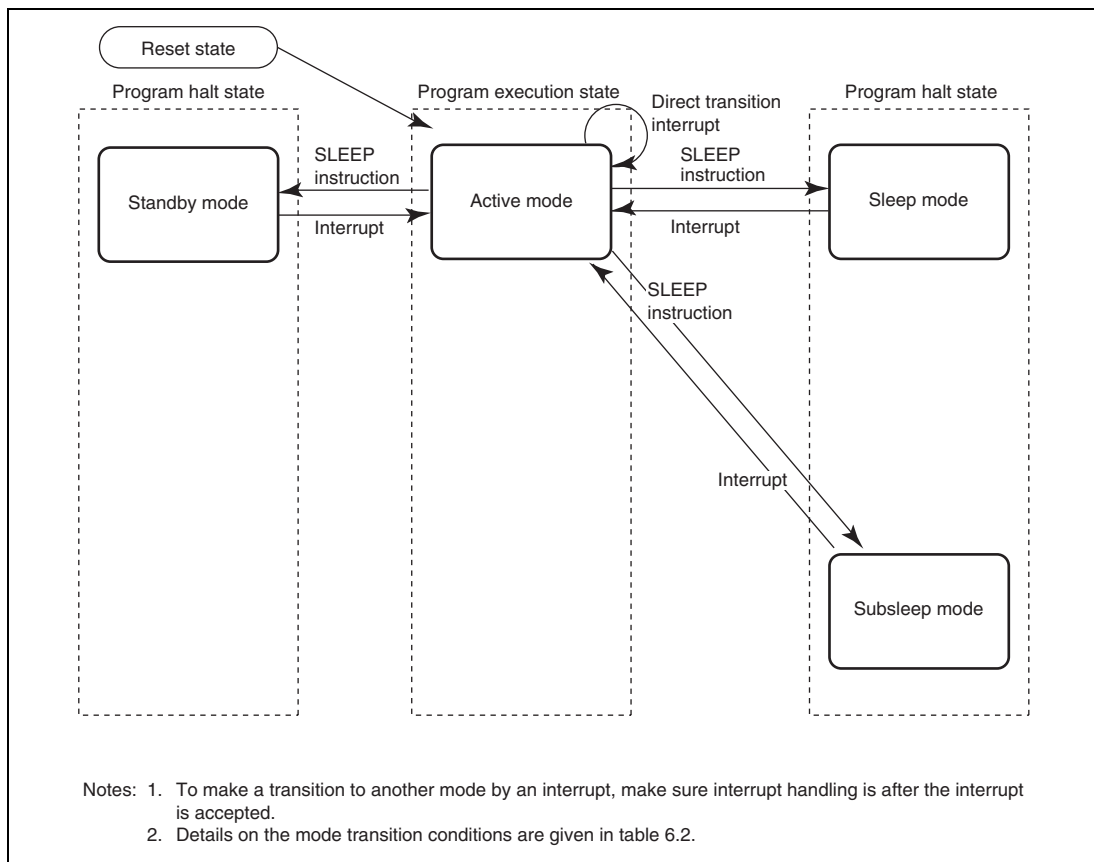 Reset state
Program halt state
Program execution state
Program halt state
Direct transition
interrupt
SLEEP
instruction
SLEEP
instruction
Standby mode
Active mode
Sleep mode
Interrupt
Interrupt
SLEEP
instruction
Interrupt
Subsleep mode
Notes: 1. To make a transition to another mode by an interrupt, make sure interrupt handling is after the interrupt
is accepted.
2. Details on the mode transition conditions are given in table 6.2.